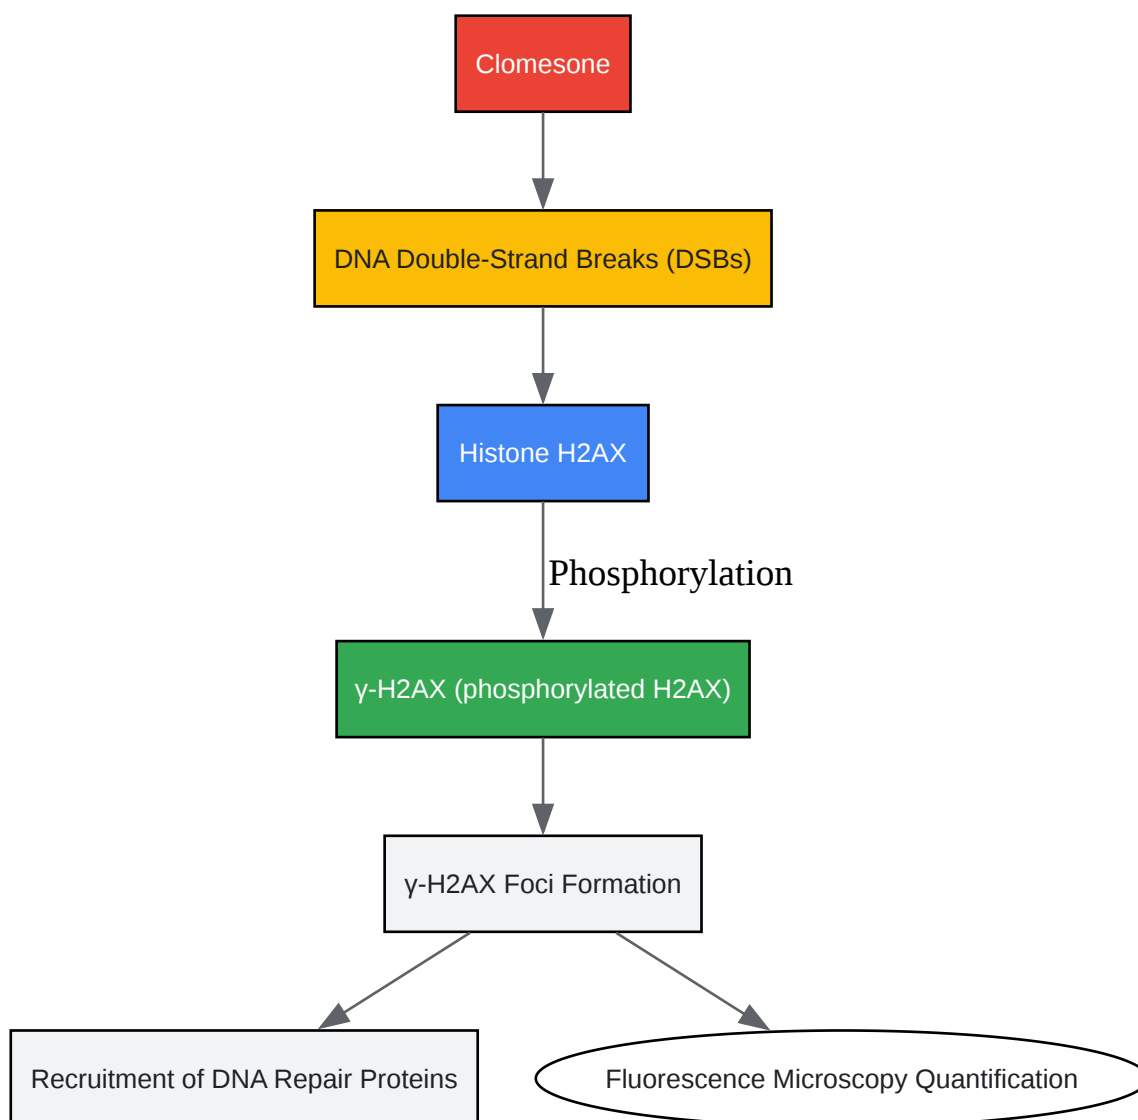 Clomesone
DNA Double-Strand Breaks (DSBs)
Histone H2AX
Phosphorylation
γ-H2AX (phosphorylated H2AX)
γ-H2AX Foci Formation
Recruitment of DNA Repair Proteins
Fluorescence Microscopy Quantification